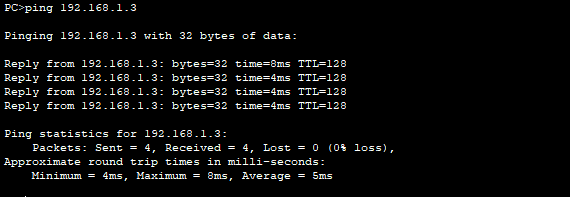 PC>ping 192.168.1.3
Pinging 192.168.1.3 with 32 bytes of data:
Reply from 192.168.1.3: bytes=32 time=8ms TTL=128
Reply from 192.168.1.3: bytes=32 time=4ms TTL=128
Reply from 192.168.1.3: bytes=32 time=4ms TTL=128
Reply from 192.168.1.3: bytes=32 time=4ms TTL=128
Ping statistics for 192.168.1.3:
Packets: Sent = 4, Received = 4, Lost = 0 (0% loss),
Approximate round trip times in milli-seconds:
Minimum = 4ms, Maximum = 8ms, Average = 5ms